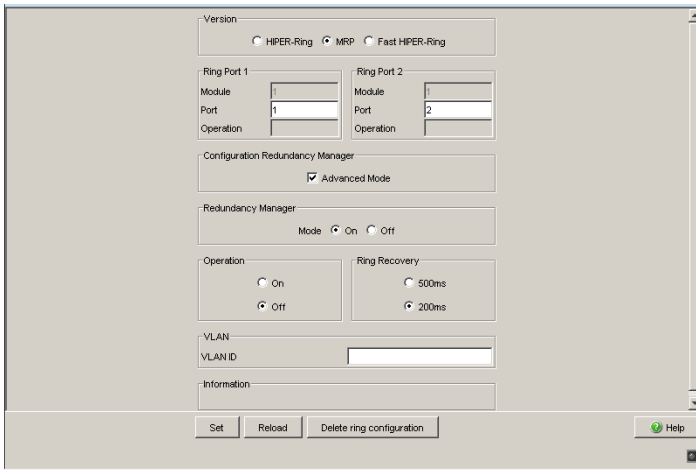 Version
HIPER-Ring MRP Fast HIPER-Ring
Ring Port 1
Module 1
Port 1
Operation
Ring Port 2
Module 1
Port 2
Operation
Configuration Redundancy Manager
Advanced Mode
Redundancy Manager
Mode On Off
Operation
On
Off
Ring Recovery
500ms
200ms
VLAN
VLAN ID
Information
Set Reload Delete ring configuration Help